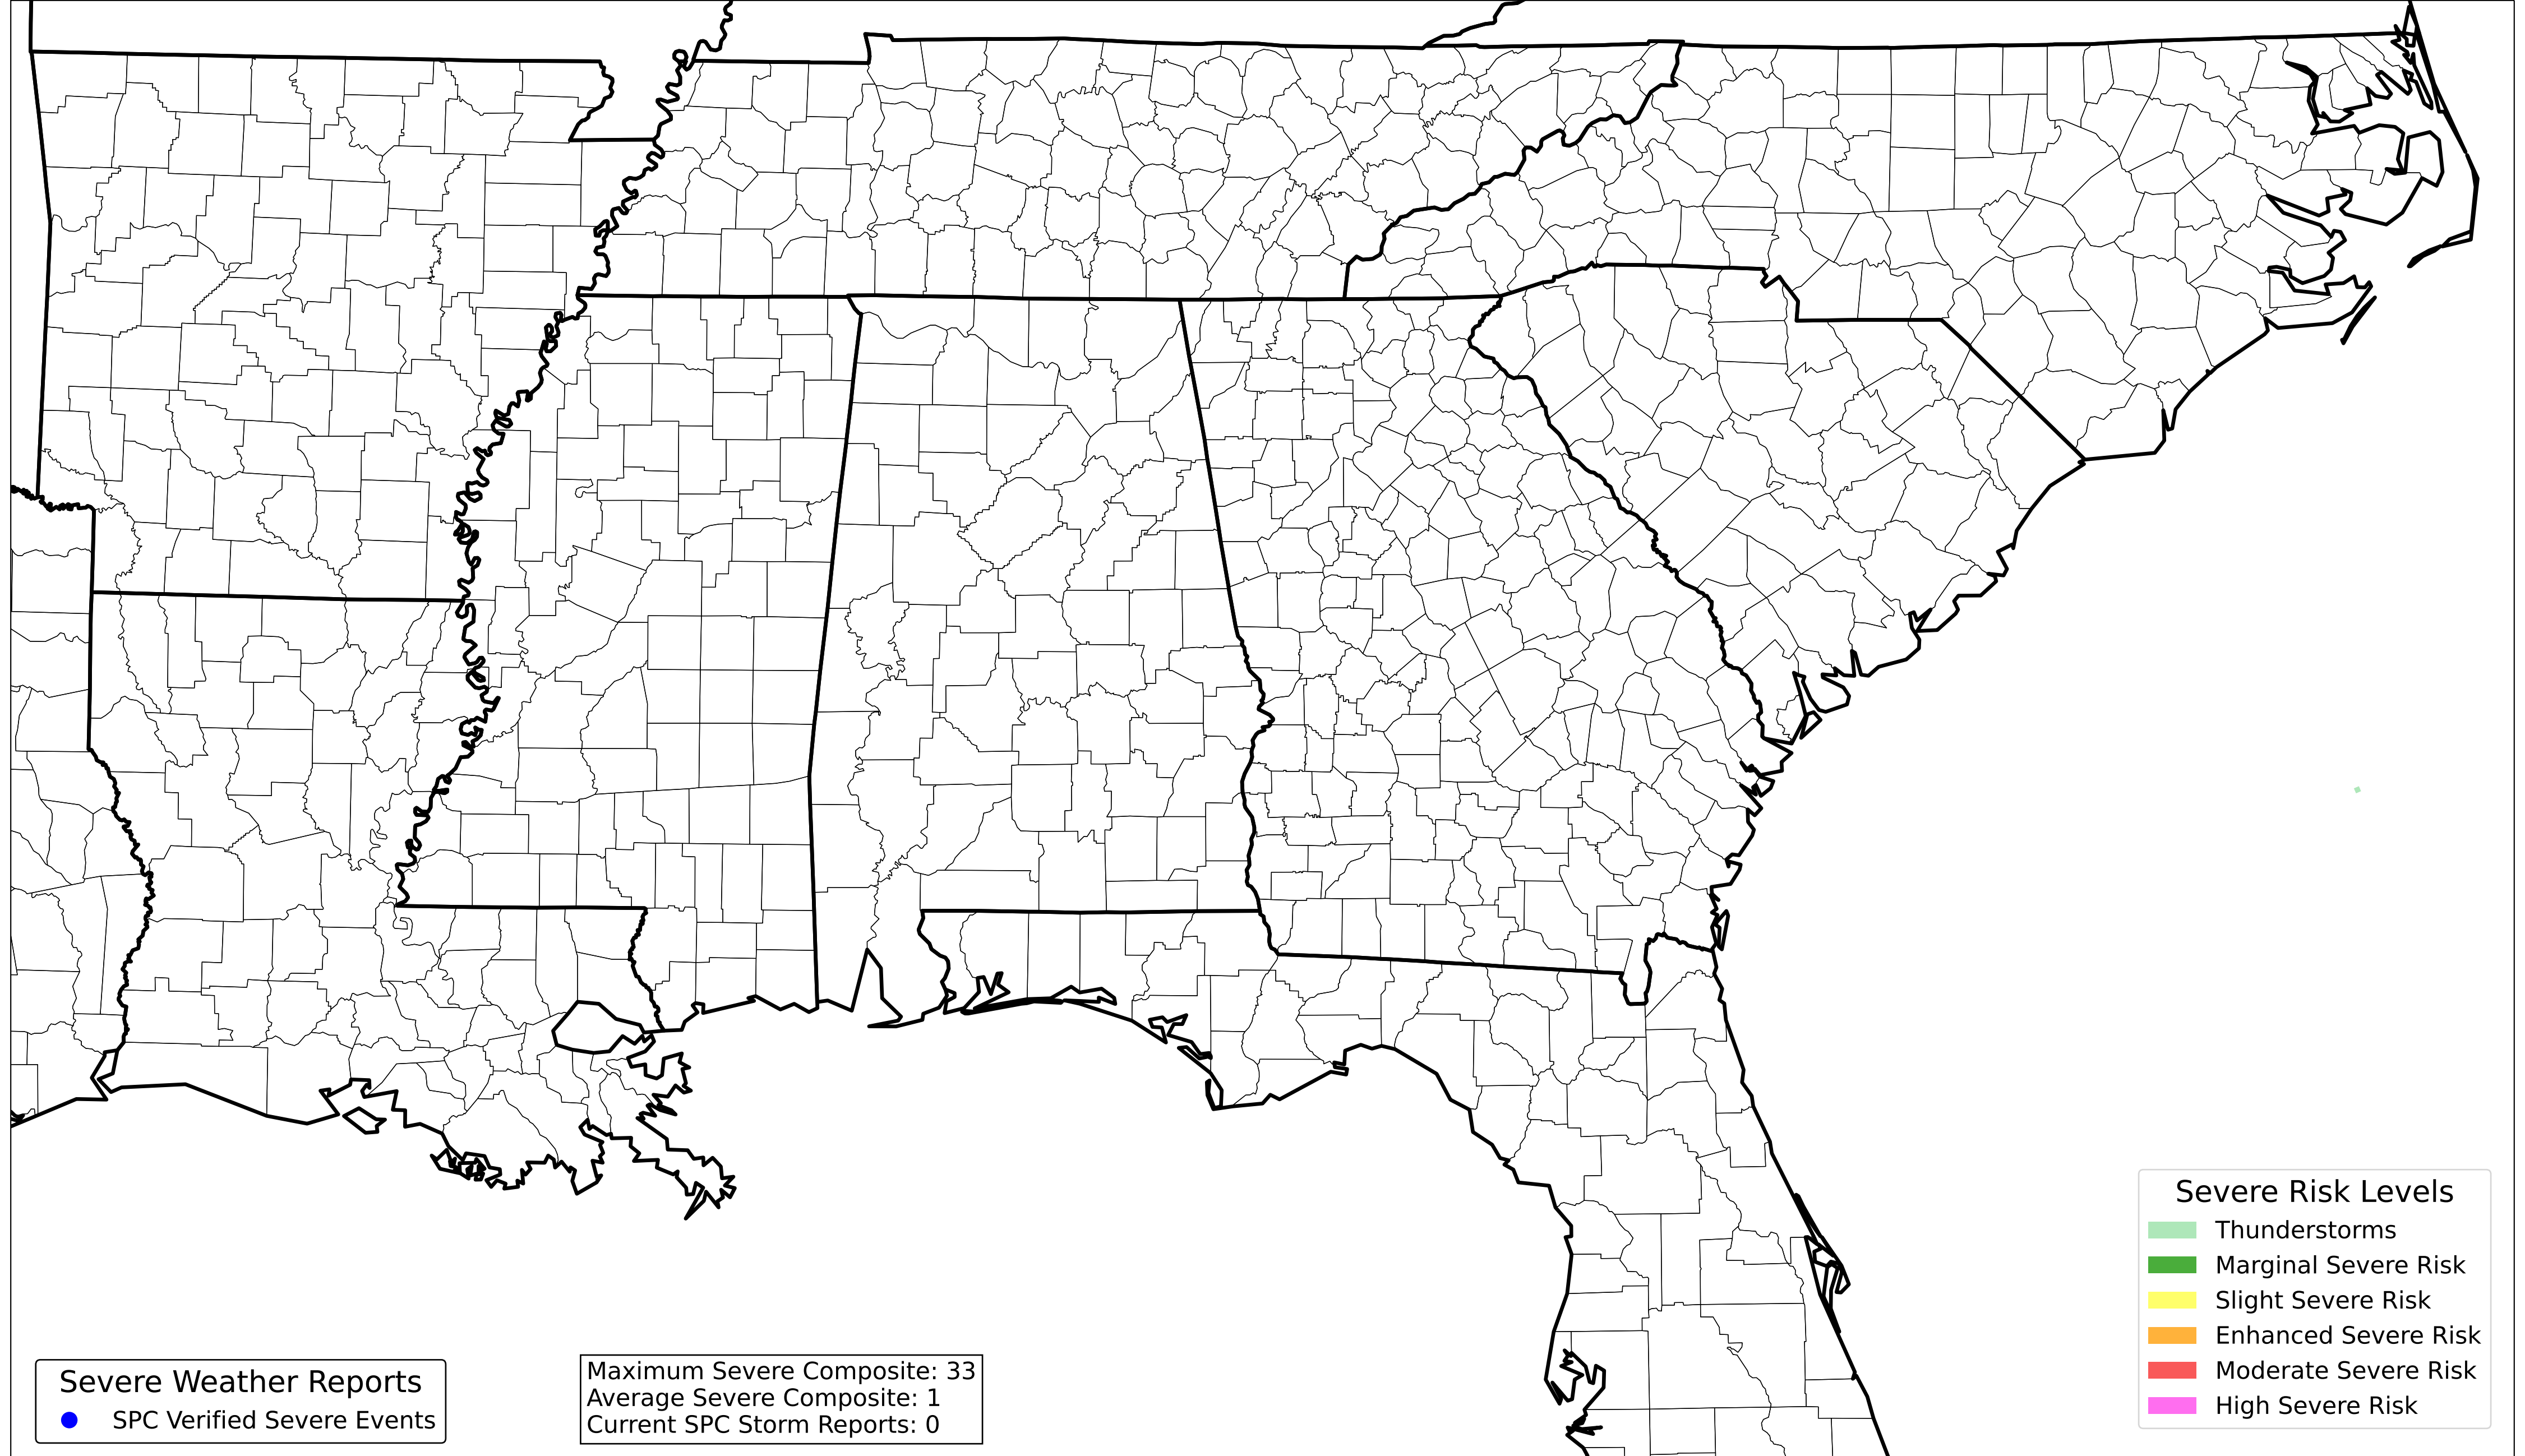 Severe Weather Reports
SPC Verified Severe Events
Maximum Severe Composite: 33
Average Severe Composite: 1
Current SPC Storm Reports: 0
Severe Risk Levels
Thunderstorms
Marginal Severe Risk
Slight Severe Risk
Enhanced Severe Risk
Moderate Severe Risk
High Severe Risk